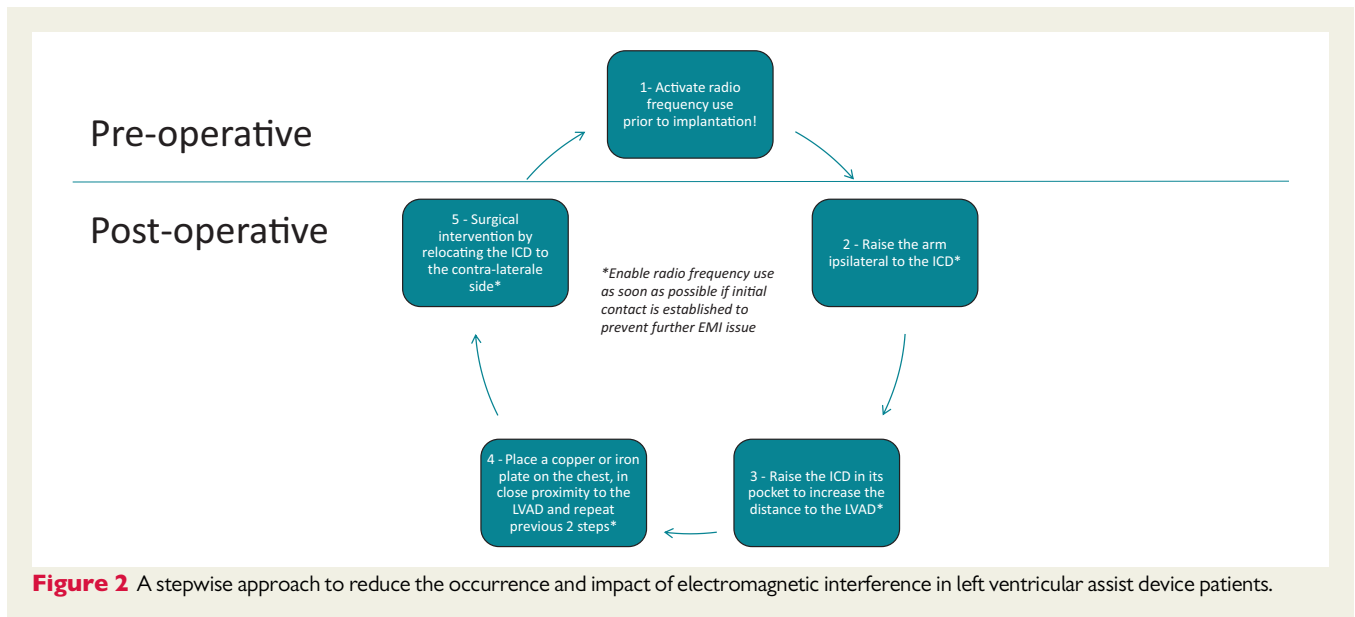 Pre-operative
1- Activate radio
frequency use
prior to implantation!
Post-operative
2 - Raise the arm
ipsilateral to the ICD*
3 - Raise the ICD in its
pocket to increase the
distance to the LVAD*
4 - Place a copper or iron
plate on the chest, in
close proximity to the
LVAD and repeat
previous 2 steps*
5 - Surgical
intervention by
relocating the ICD to
the contra-laterale
side*
*Enable radio frequency use
as soon as possible if initial
contact is established to
prevent further EMI issue
Figure 2 A stepwise approach to reduce the occurrence and impact of electromagnetic interference in left ventricular assist device patients.